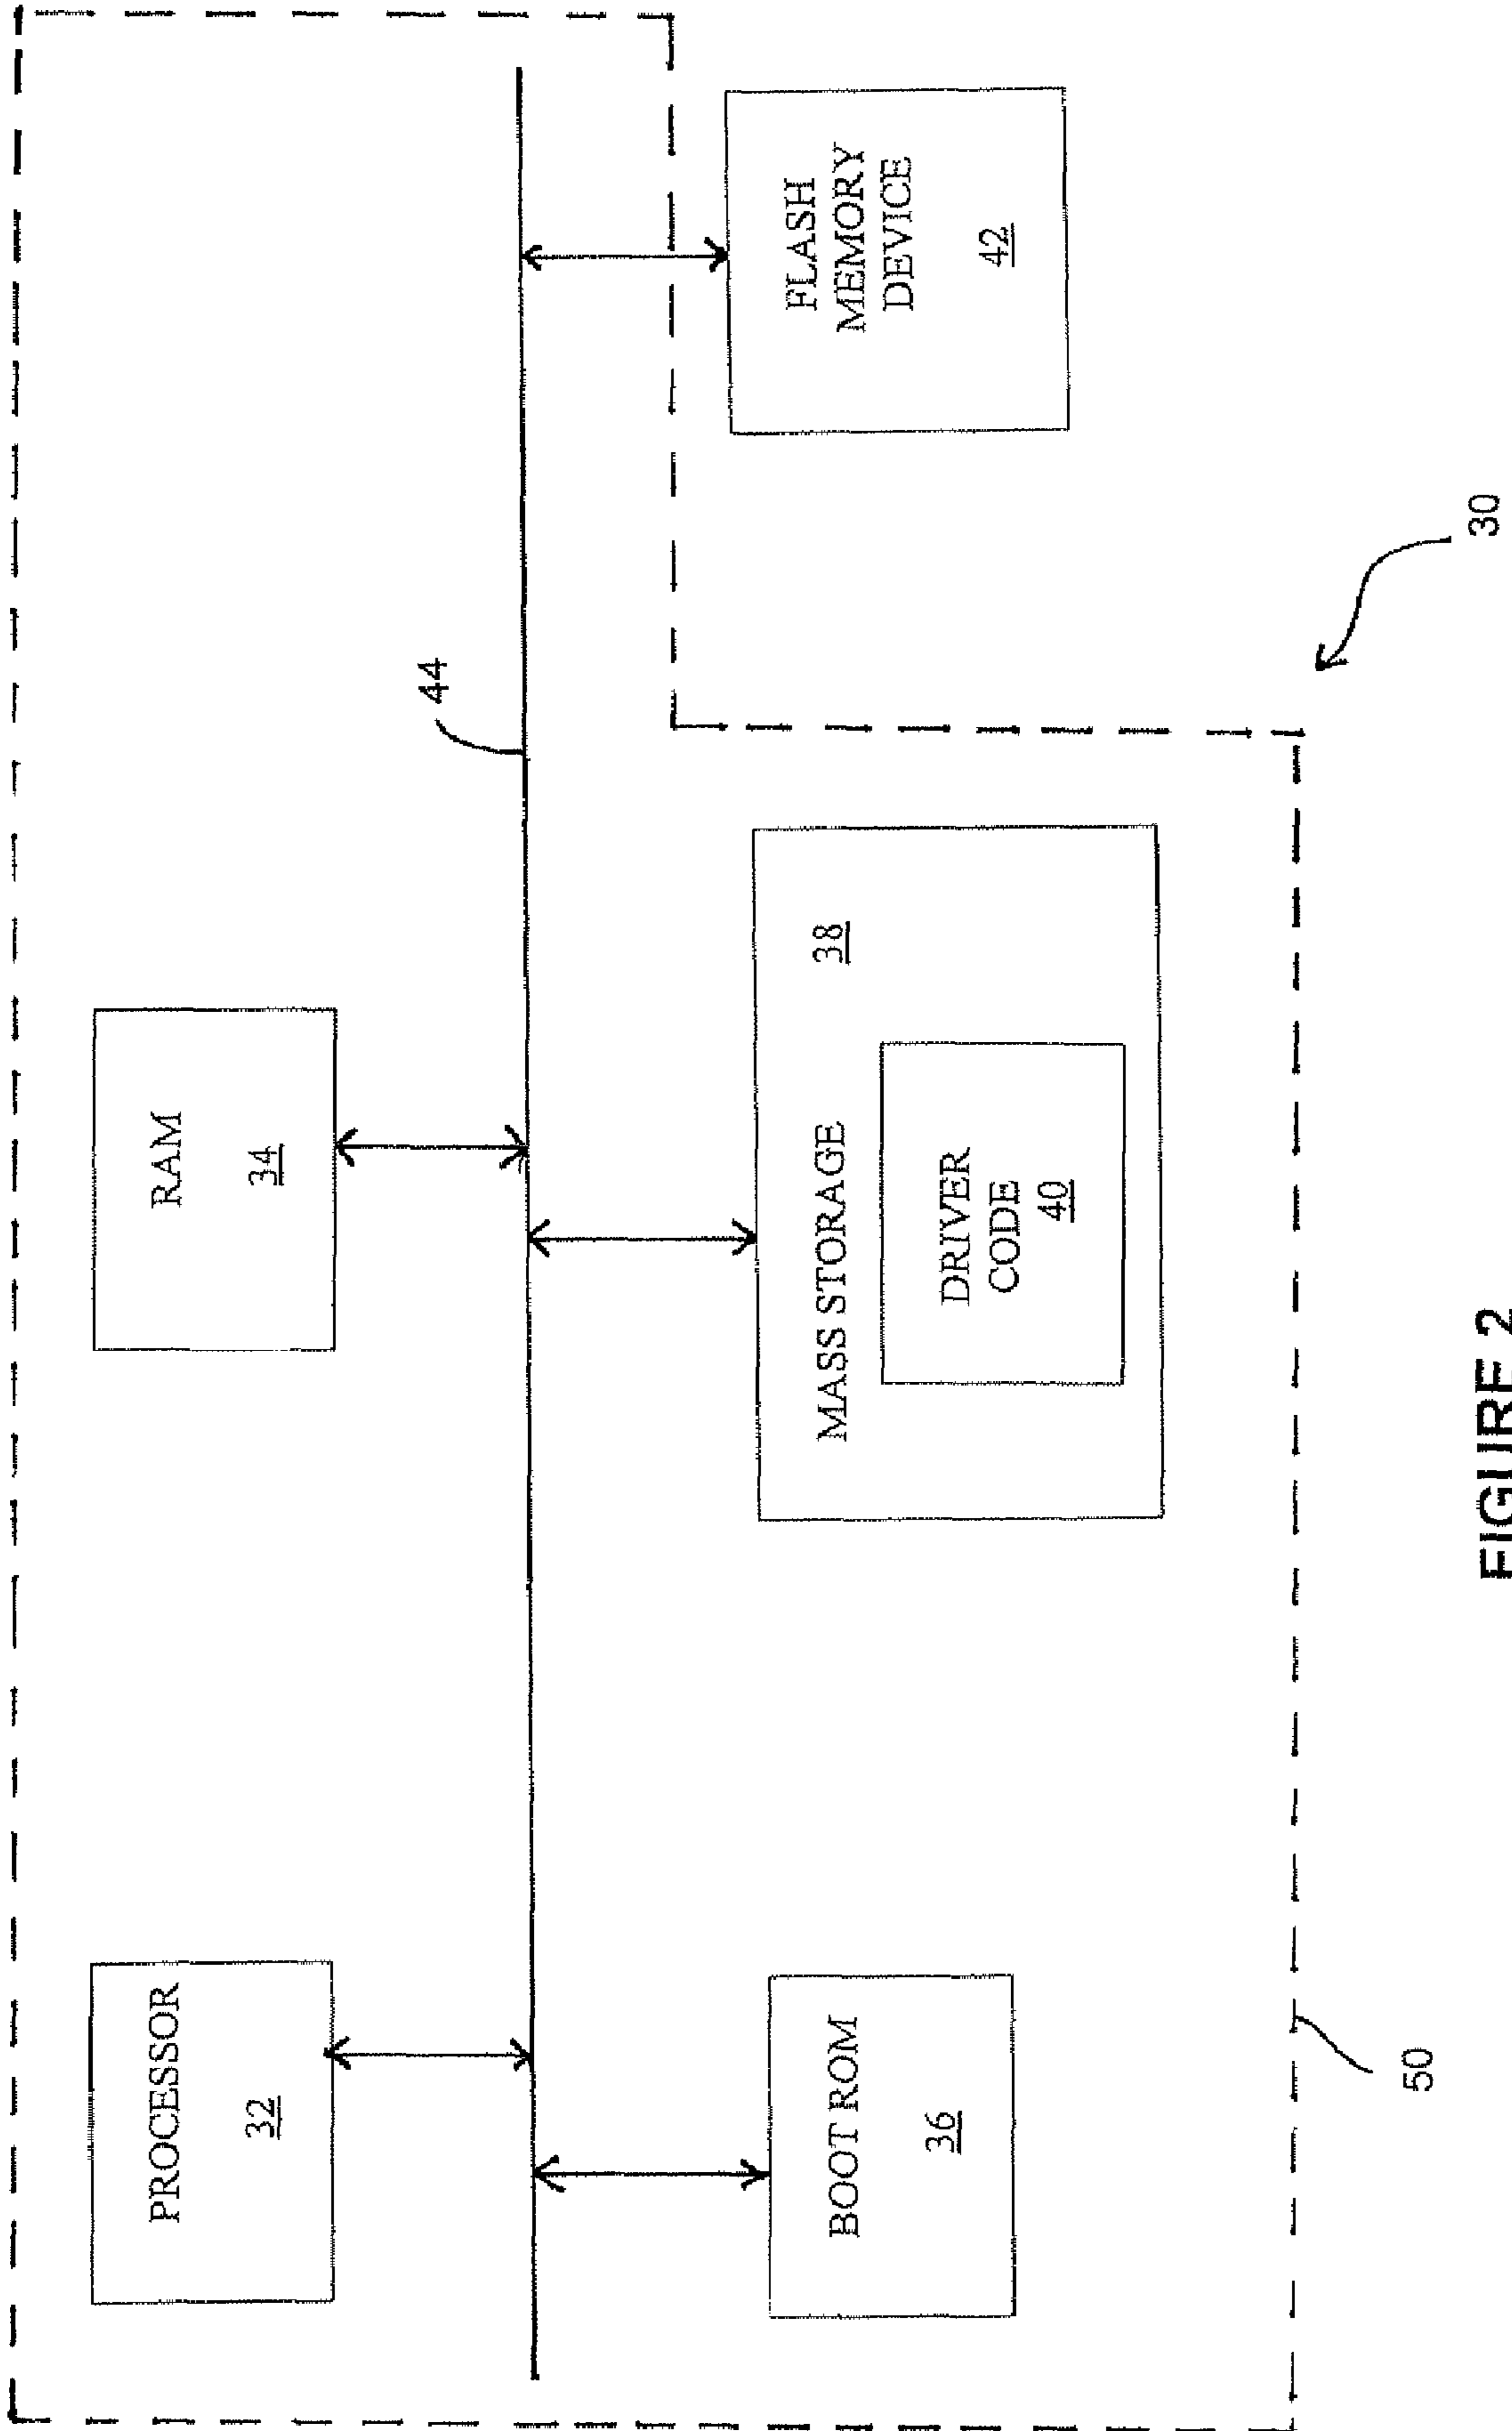 PROCESSOR
32
RAM
34
44
BOOT ROM
36
MASS STORAGE
38
DRIVER
CODE
40
FLASH
MEMORY
DEVICE
42
50
30
FIGURE 2